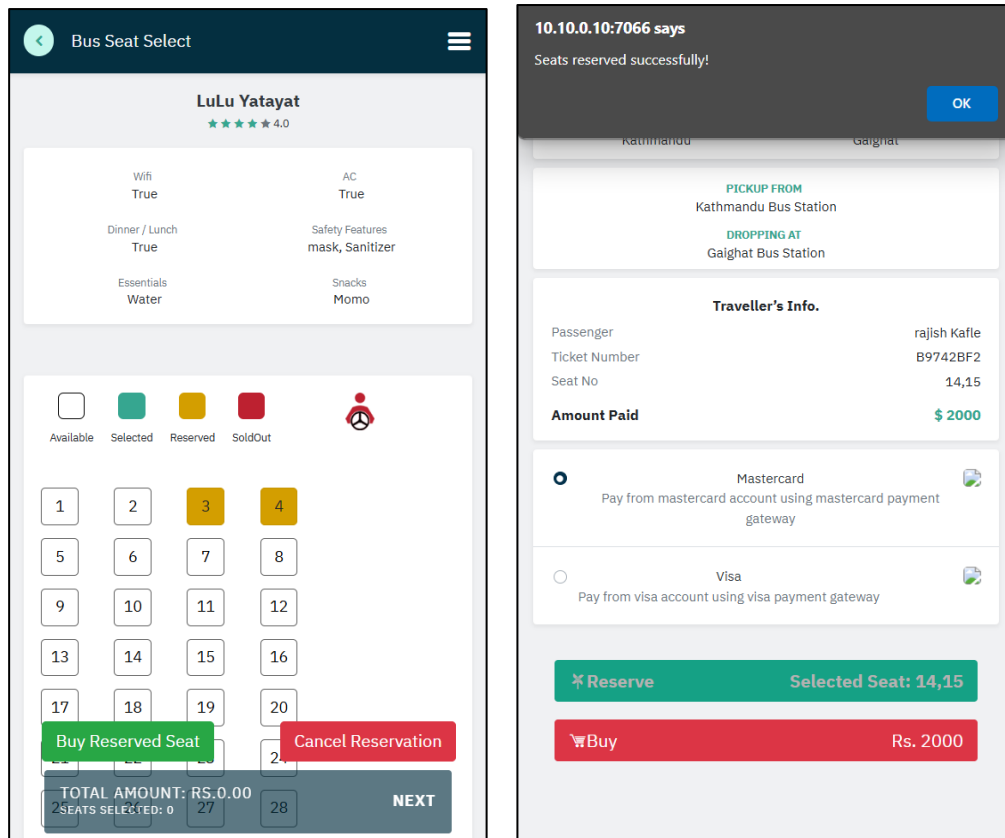 Bus Seat Select
LuLu Yatayat
4.0
Wifi AC
True True
Dinner / Lunch Safety Features
True mask, Sanitizer
Essentials Snacks
Water Momo
Available Selected Reserved SoldOut
1 2 3 4
5 6 7 8
9 10 11 12
13 14 15 16
17 18 19 20
Buy Reserved Seat Cancel Reservation
TOTAL AMOUNT: RS.0.00
NEXT
SEATS SELECTED: 0
25 26 27 28
10.10.0.10:7066 says
Seats reserved successfully!
OK
Kathmandu Gaighat
PICKUP FROM
Kathmandu Bus Station
DROPPING AT
Gaighat Bus Station
Traveller's Info.
Passenger rajish Kafle
Ticket Number B9742BF2
Seat No 14,15
Amount Paid $ 2000
Mastercard
Pay from mastercard account using mastercard payment
gateway
Visa
Pay from visa account using visa payment gateway
Reserve Selected Seat: 14,15
Buy Rs. 2000